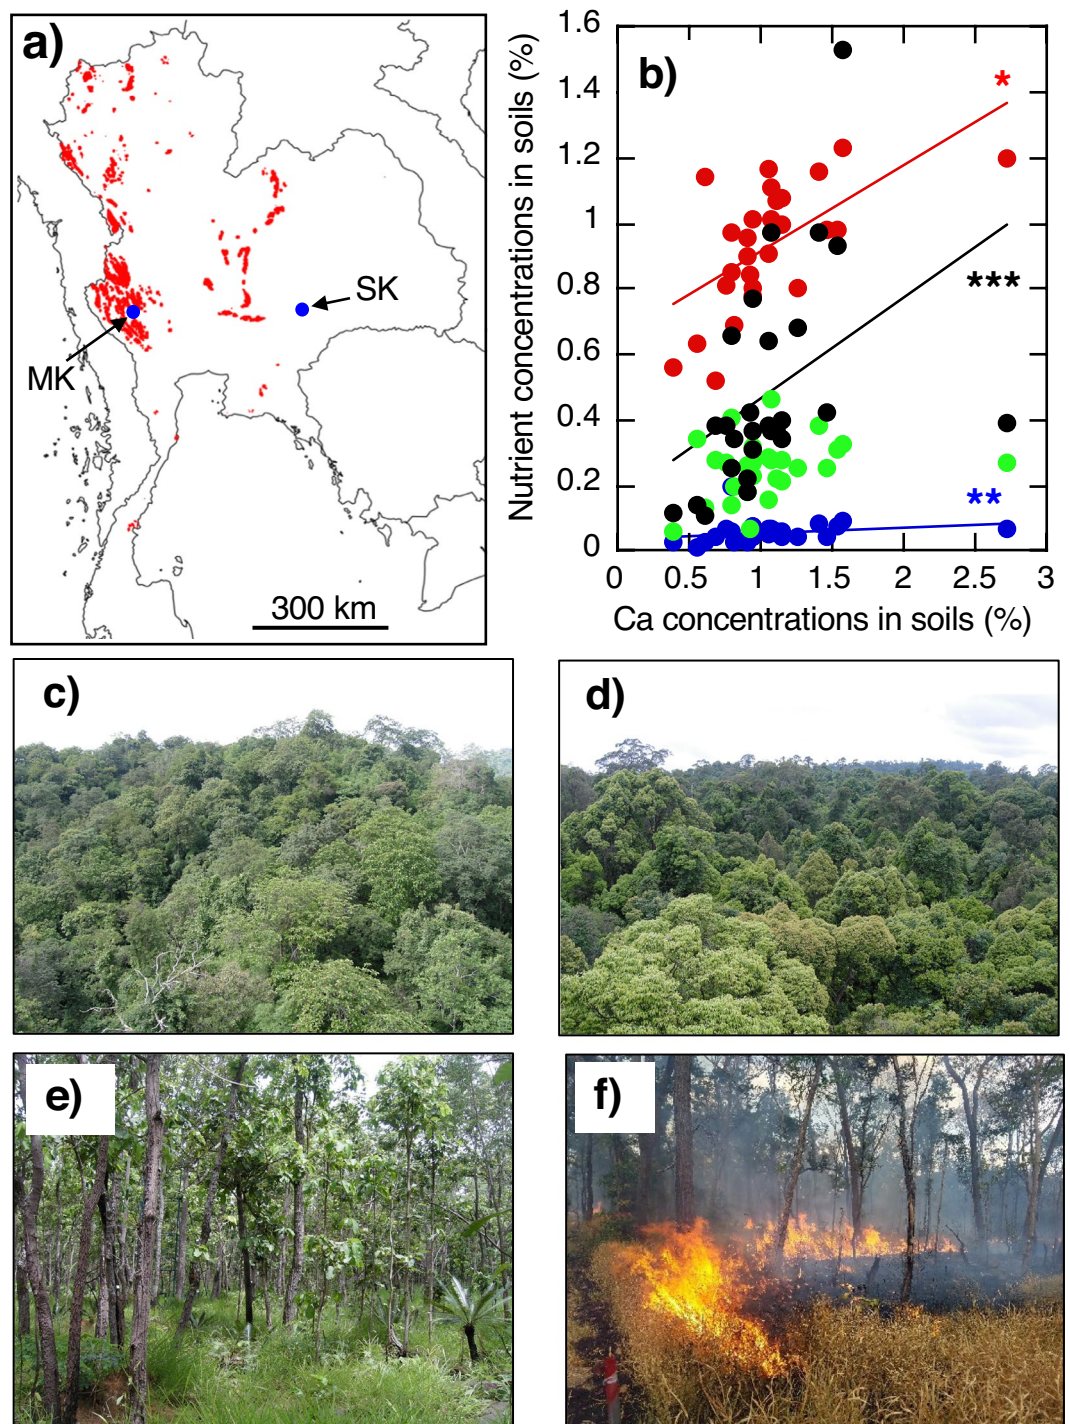 a)
SK
MK
300 km
b)
Nutrient concentrations in soils (%)
1.6
1.4
1.2
1
0.8
0.6
0.4
0.2
0
*
***
**
0 0.5 1 1.5 2 2.5 3
Ca concentrations in soils (%)
c)
d)
e)
f)